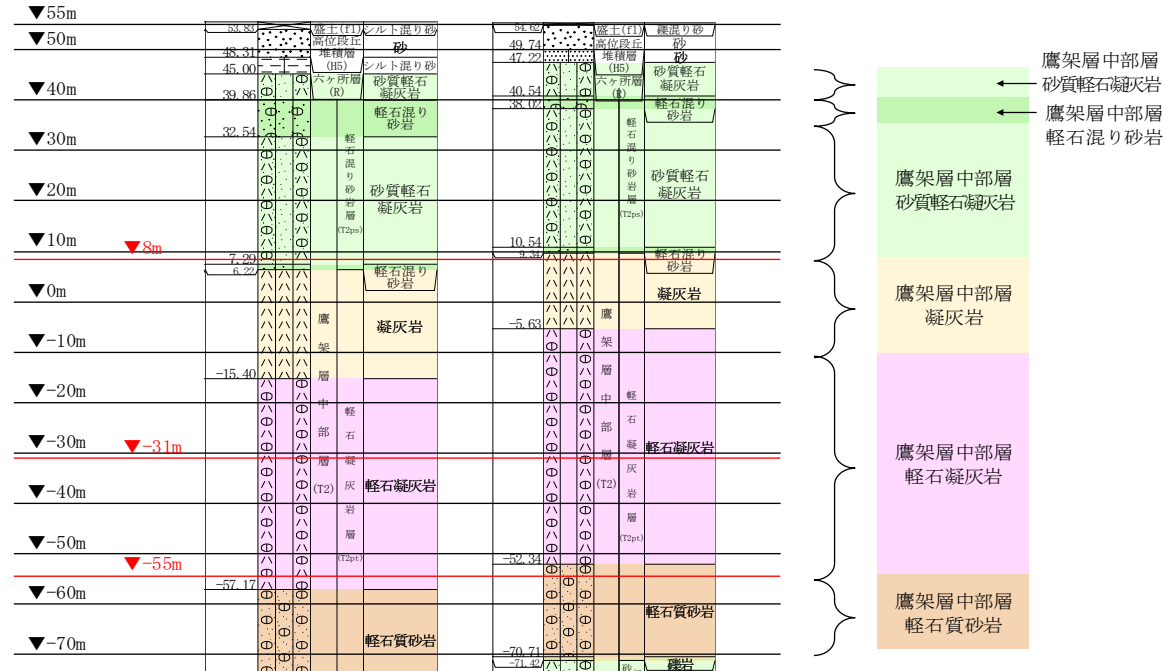 ▼55m
▼50m
▼40m
▼30m
▼20m
▼10m
▼0m
▼-10m
▼-20m
▼-30m
▼-40m
▼-50m
▼-60m
▼-70m
▼8m
▼-31m
▼-55m
53.83
48.31
45.00
39.86
32.54
7.29
6.22
-15.40
-57.17
盛土(fl)
高位段丘
堆積層
(H5)
六ヶ所層
(R)
軽石混り砂岩層
(T2ps)
鷹架層中部層
(T2)
軽石凝灰岩層
(T2pt)
シルト混り砂
砂
シルト混り砂
砂質軽石
凝灰岩
軽石混り
砂岩
砂質軽石
凝灰岩
軽石混り
砂岩
凝灰岩
軽石凝灰岩
軽石質砂岩
54.62
49.74
47.22
40.54
38.02
10.54
9.34
-5.63
-52.34
-70.71
-71.42
盛土(fl)
高位段丘
堆積層
(H5)
六ヶ所層
(R)
軽石混り砂岩層
(T2ps)
鷹架層中部層
(T2)
軽石凝灰岩層
(T2pt)
礫混り砂
砂
砂
砂質軽石
凝灰岩
軽石混り
砂岩
砂質軽石
凝灰岩
軽石混り
砂岩
凝灰岩
軽石凝灰岩
軽石質砂岩
礫岩
鷹架層中部層
砂質軽石凝灰岩
鷹架層中部層
軽石混り砂岩
鷹架層中部層
砂質軽石凝灰岩
鷹架層中部層
凝灰岩
鷹架層中部層
軽石凝灰岩
鷹架層中部層
軽石質砂岩